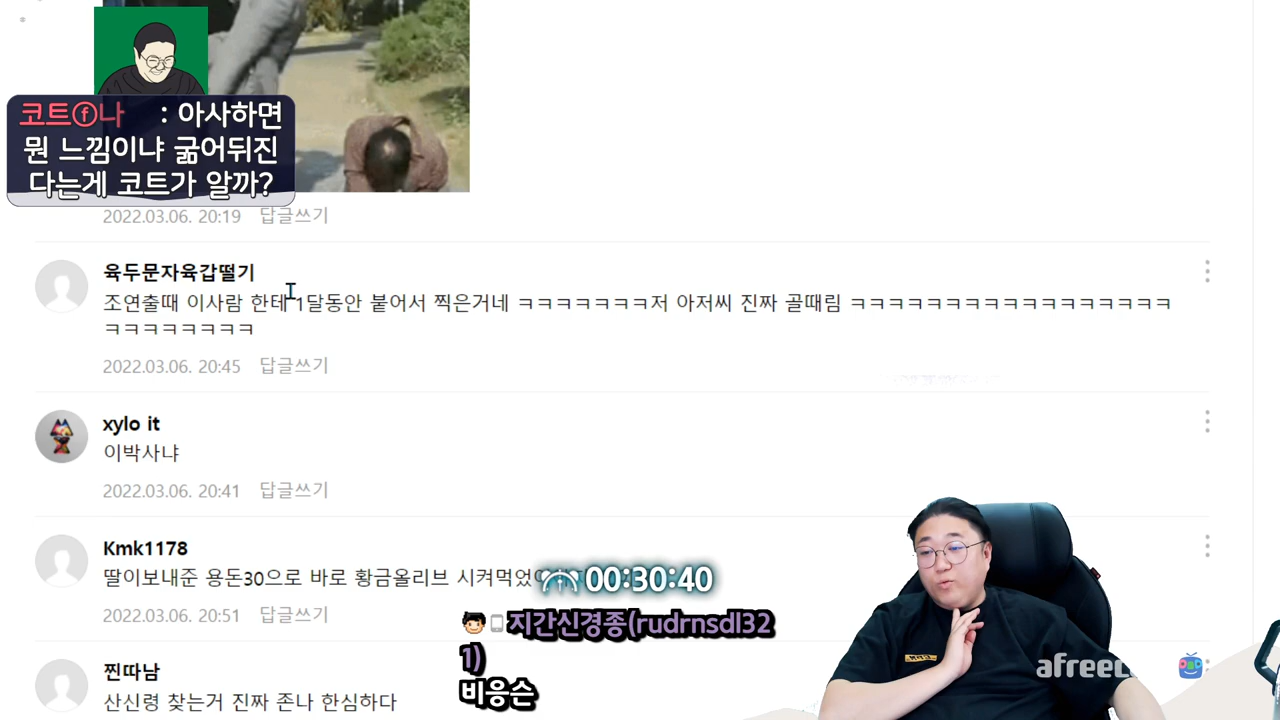 코트ⓕ나 : 아사하면
뭔 느낌이냐 굶어뒤진
다는게 코트가 알까?
2022.03.06. 20:19 답글쓰기
육두문자육갑떨기
조연출때 이사람 한테 1달동안 붙어서 찍은거네 ㅋㅋㅋㅋㅋㅋㅋ저 아저씨 진짜 골때림 ㅋㅋㅋㅋㅋㅋㅋㅋㅋㅋㅋㅋㅋㅋㅋㅋㅋ
ㅋㅋㅋㅋㅋㅋㅋㅋ
2022.03.06. 20:45 답글쓰기
xylo it
이박사냐
2022.03.06. 20:41 답글쓰기
Kmk1178
딸이보내준 용돈30으로 바로 황금올리브 시켜먹었
00:30:40
2022.03.06. 20:51 답글쓰기
지간신경종(rudrnsdl32
1)
비응슨
찐따남
산신령 찾는거 진짜 존나 한심하다
afreec